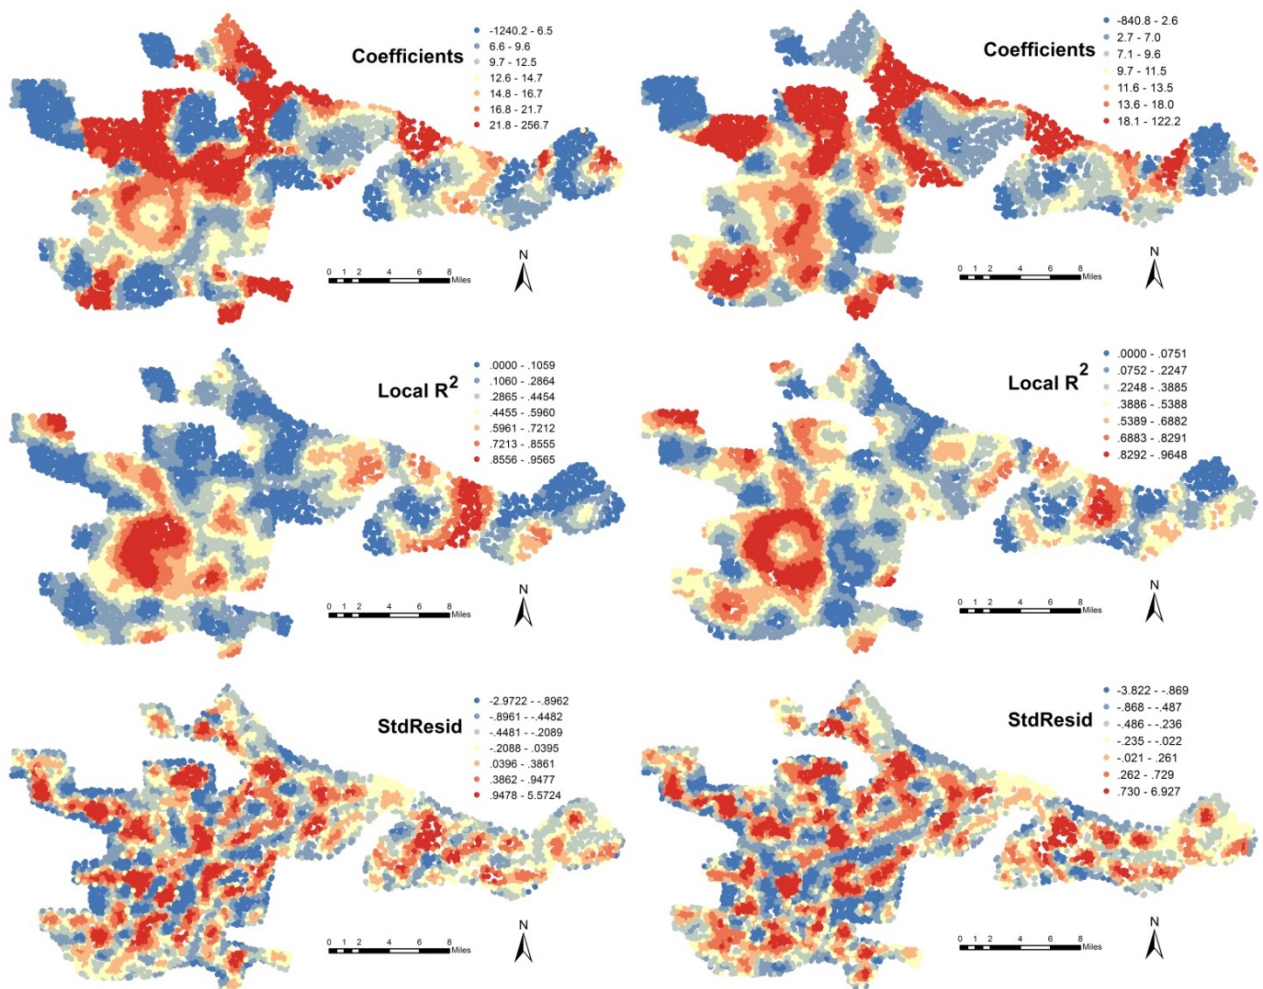 Coefficients
-1240.2 - 6.5
6.6 - 9.6
9.7 - 12.5
12.6 - 14.7
14.8 - 16.7
16.8 - 21.7
21.8 - 256.7
N
0 1 2 4 6 8
Miles
Coefficients
-840.8 - 2.6
2.7 - 7.0
7.1 - 9.6
9.7 - 11.5
11.6 - 13.5
13.6 - 18.0
18.1 - 122.2
N
0 1 2 4 6 8
Miles
Local R2
.0000 - .1059
.1060 - .2864
.2865 - .4454
.4455 - .5960
.5961 - .7212
.7213 - .8555
.8556 - .9565
N
0 1 2 4 6 8
Miles
Local R2
.0000 - .0751
.0752 - .2247
.2248 - .3885
.3886 - .5388
.5389 - .6882
.6883 - .8291
.8292 - .9648
N
0 1 2 4 6 8
Miles
StdResid
-2.9722 - -.8962
-.8961 - -.4482
-.4481 - -.2089
-.2088 - .0395
.0396 - .3861
.3862 - .9477
.9478 - 5.5724
N
0 1 2 4 6 8
Miles
StdResid
-3.822 - -.869
-.868 - -.487
-.486 - -.236
-.235 - -.022
-.021 - .261
.262 - .729
.730 - 6.927
N
0 1 2 4 6 8
Miles